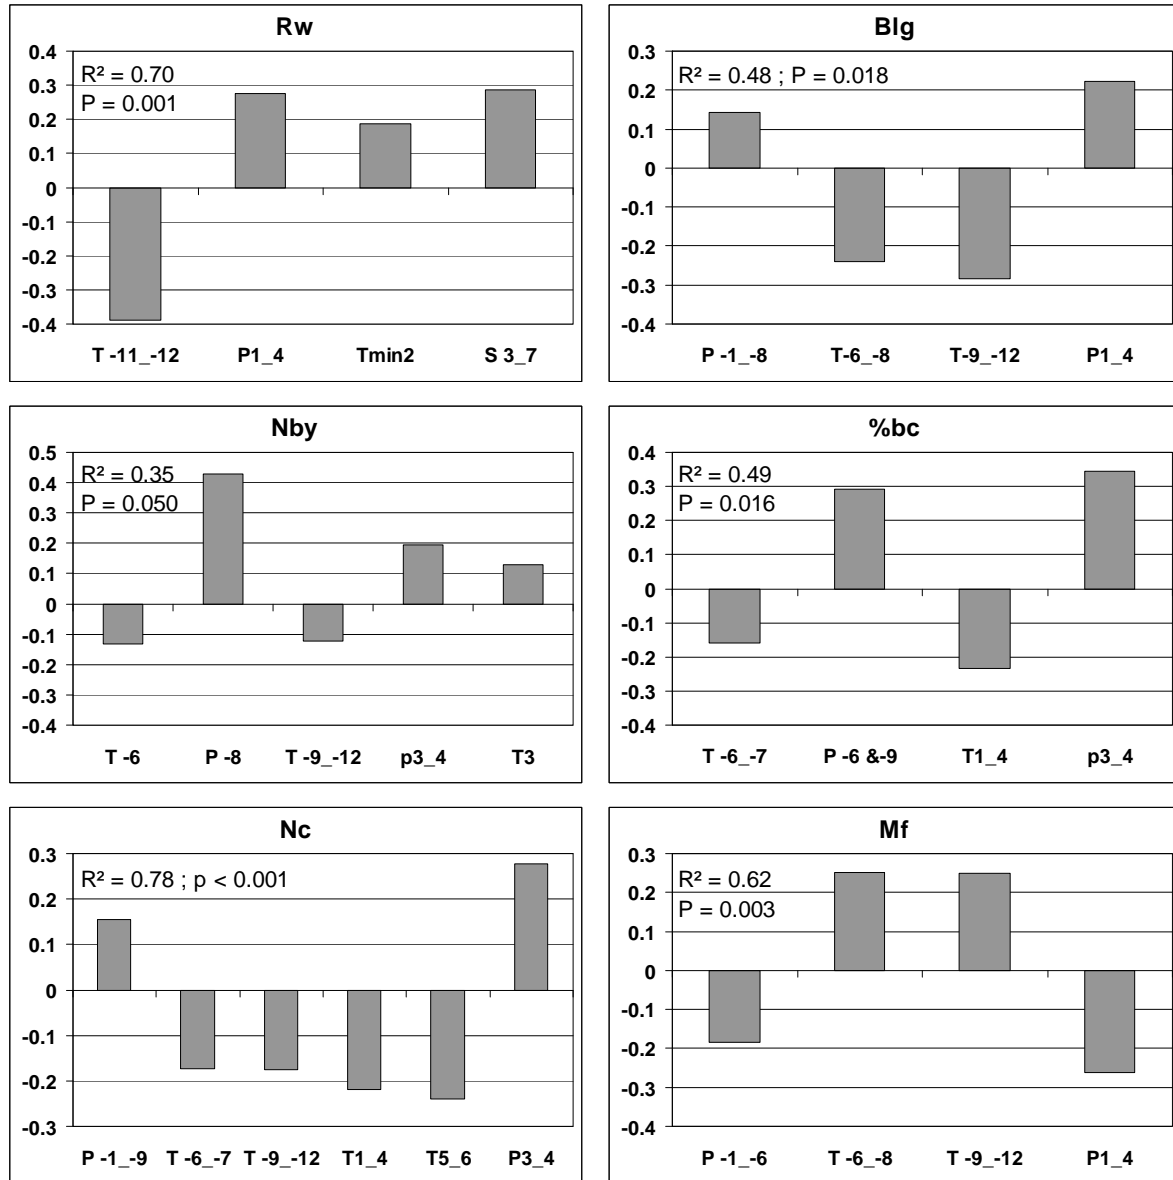 Rw
R² = 0.70
P = 0.001
0.4
0.3
0.2
0.1
0
-0.1
-0.2
-0.3
-0.4
T -11_-12 P1_4 Tmin2 S 3_7
Blg
R² = 0.48 ; P = 0.018
0.3
0.2
0.1
0
-0.1
-0.2
-0.3
-0.4
P -1_-8 T-6_-8 T-9_-12 P1_4
Nby
R² = 0.35
P = 0.050
0.5
0.4
0.3
0.2
0.1
0
-0.1
-0.2
-0.3
-0.4
T -6 P -8 T -9_-12 p3_4 T3
%bc
R² = 0.49
P = 0.016
0.4
0.3
0.2
0.1
0
-0.1
-0.2
-0.3
-0.4
T -6_-7 P -6 &-9 T1_4 p3_4
Nc
R² = 0.78 ; p < 0.001
0.3
0.2
0.1
0
-0.1
-0.2
-0.3
P -1_-9 T -6_-7 T -9_-12 T1_4 T5_6 P3_4
Mf
R² = 0.62
P = 0.003
0.3
0.2
0.1
0
-0.1
-0.2
-0.3
-0.4
P -1_-6 T -6_-8 T -9_-12 P1_4